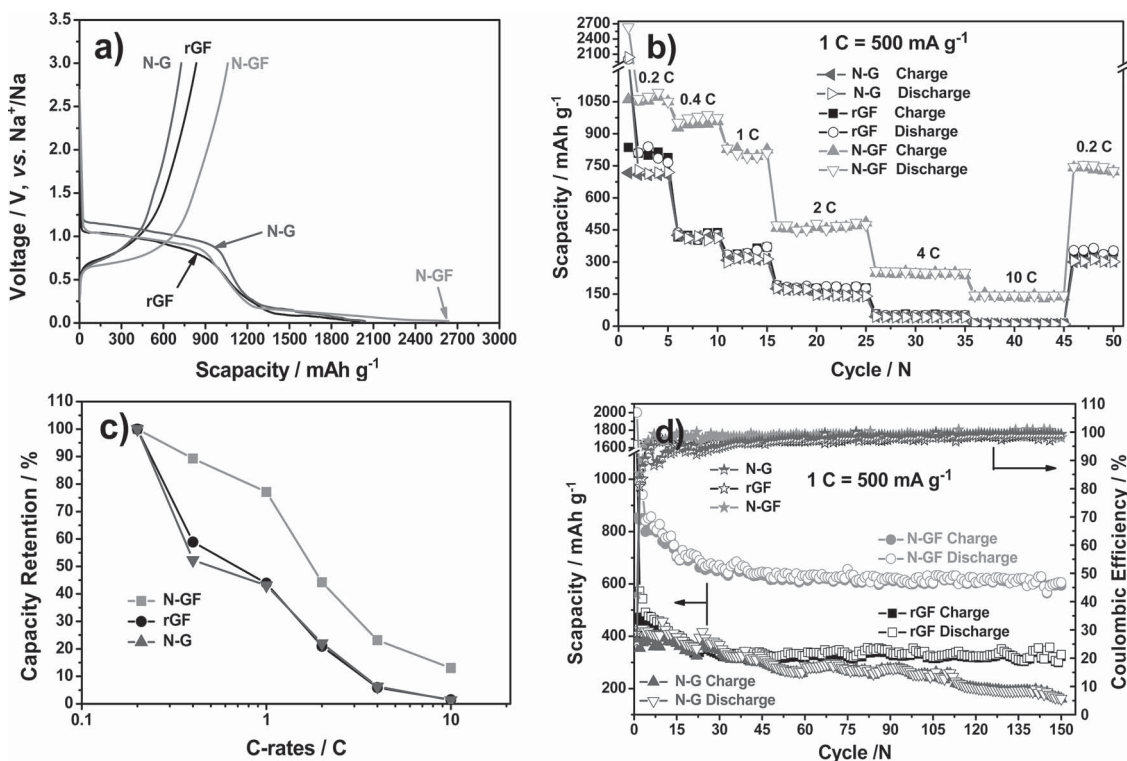 a)
3.5
3.0
2.5
2.0
1.5
1.0
0.5
0.0
Voltage / V, vs. Na+/Na
N-G
rGF
N-GF
N-G
rGF
N-GF
0 300 600 900 1200 1500 1800 2100 2400 2700 3000
Scapacity / mAh g-1
b)
1 C = 500 mA g-1
2700
2400
2100
1050
900
750
600
450
300
150
0
Scapacity / mAh g-1
N-G Charge
N-G Discharge
rGF Charge
rGF Disharge
N-GF Charge
N-GF Discharge
0.2 C
0.4 C
1 C
2 C
4 C
10 C
0.2 C
0 5 10 15 20 25 30 35 40 45 50
Cycle / N
c)
110
100
90
80
70
60
50
40
30
20
10
0
Capacity Retention / %
N-GF
rGF
N-G
0.1 1 10
C-rates / C
d)
1 C = 500 mA g-1
2000
1800
1600
1000
800
600
400
200
Scapacity / mAh g-1
N-G
rGF
N-GF
N-GF Charge
N-GF Discharge
rGF Charge
rGF Discharge
N-G Charge
N-G Discharge
110
100
90
80
70
60
50
40
30
20
10
0
Coulombic Efficiency / %
0 15 30 45 60 75 90 105 120 135 150
Cycle /N